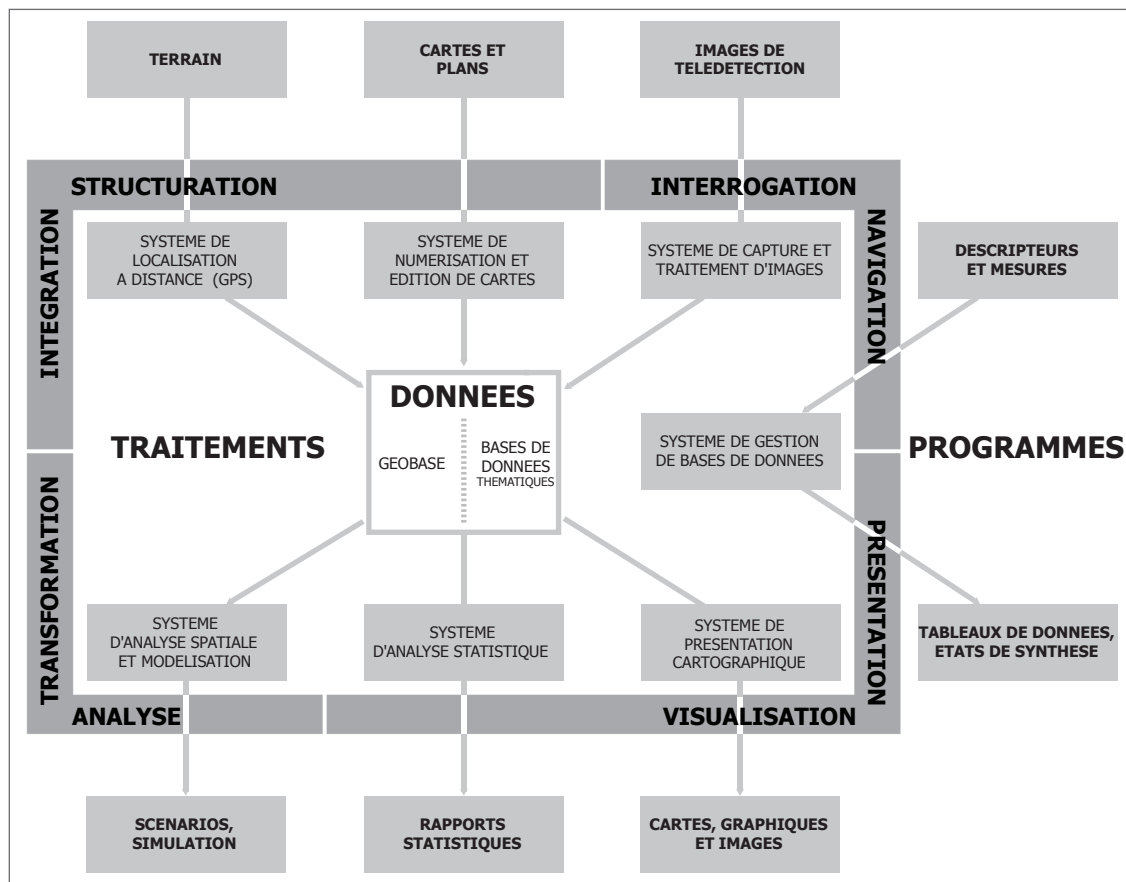 TERRAIN
CARTES ET
PLANS
IMAGES DE
TELEDETECTION
STRUCTURATION
INTERROGATION
INTEGRATION
NAVIGATION
SYSTEME DE
LOCALISATION
A DISTANCE (GPS)
SYSTEME DE
NUMERISATION ET
EDITION DE CARTES
SYSTEME DE CAPTURE ET
TRAITEMENT D'IMAGES
DESCRIPTEURS
ET MESURES
DONNEES
GEOBASE
BASES DE
DONNEES
THEMATIQUES
TRAITEMENTS
SYSTEME DE GESTION
DE BASES DE DONNEES
PROGRAMMES
TRANSFORMATION
PRESENTATION
SYSTEME
D'ANALYSE SPATIALE
ET MODELISATION
SYSTEME
D'ANALYSE STATISTIQUE
SYSTEME DE
PRESENTATION
CARTOGRAPHIQUE
TABLEAUX DE DONNEES,
ETATS DE SYNTHESE
ANALYSE
VISUALISATION
SCENARIOS,
SIMULATION
RAPPORTS
STATISTIQUES
CARTES, GRAPHIQUES
ET IMAGES